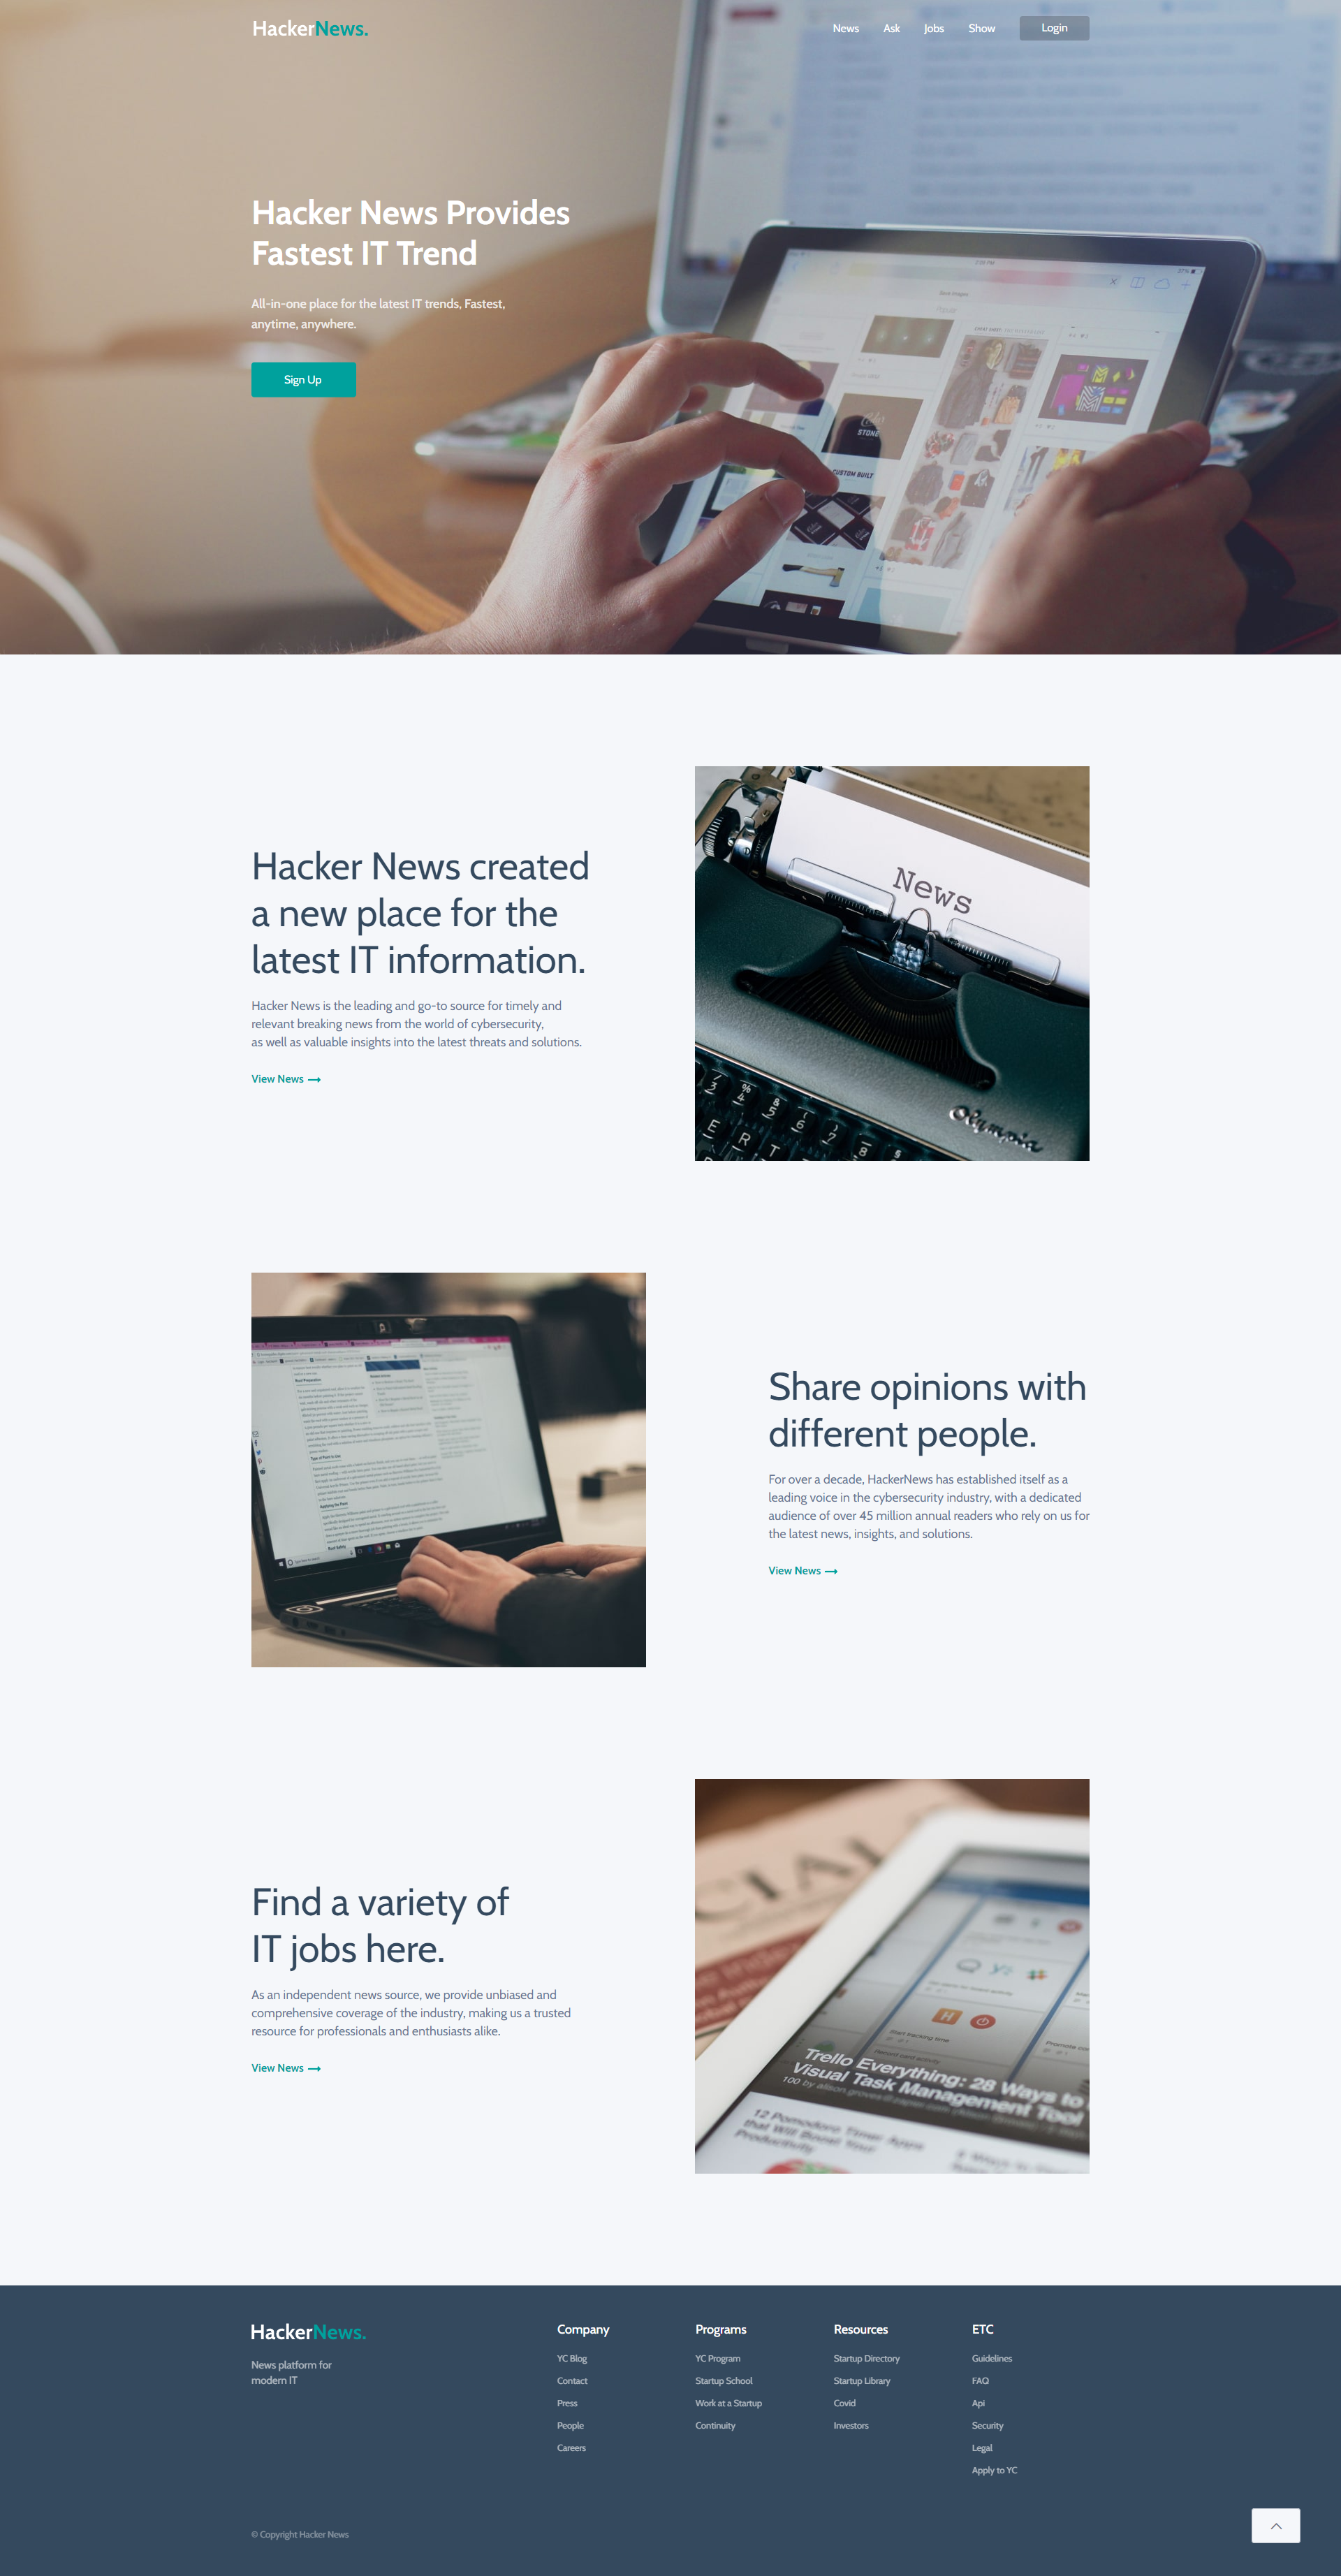 HackerNews.
News Ask Jobs Show Login
Hacker News Provides
Fastest IT Trend
All-in-one place for the latest IT trends, Fastest,
anytime, anywhere.
Sign Up
CUSTOM BUILT
STONE
Hacker News created
a new place for the
latest IT information.
Hacker News is the leading and go-to source for timely and
relevant breaking news from the world of cybersecurity,
as well as valuable insights into the latest threats and solutions.
View News
News
Olympia
Share opinions with
different people.
For over a decade, HackerNews has established itself as a
leading voice in the cybersecurity industry, with a dedicated
audience of over 45 million annual readers who rely on us for
the latest news, insights, and solutions.
View News
Find a variety of
IT jobs here.
As an independent news source, we provide unbiased and
comprehensive coverage of the industry, making us a trusted
resource for professionals and enthusiasts alike.
View News
CIAL
Start tracking time
Trello Everything: 28 Ways to
Visual Task Management Tool
12 Pomodoro Timer Apps
that Will Boost Your
Productivity
HackerNews.
News platform for
modern IT
Company
YC Blog
Contact
Press
People
Careers
Programs
YC Program
Startup School
Work at a Startup
Continuity
Resources
Startup Directory
Startup Library
Covid
Investors
ETC
Guidelines
FAQ
Api
Security
Legal
Apply to YC
© Copyright Hacker News